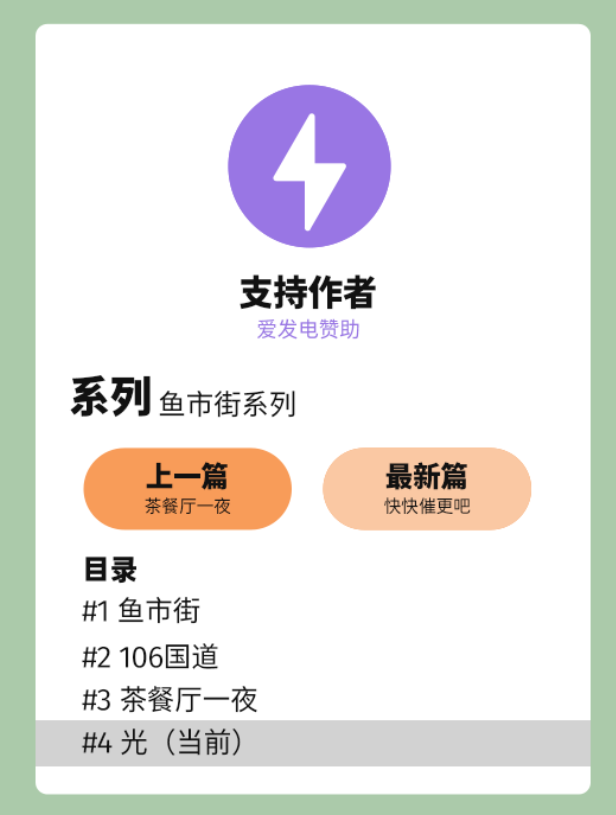 支持作者
爱发电赞助
系列 鱼市街系列
上一篇
茶餐厅一夜
最新篇
快快催更吧
目录
#1 鱼市街
#2 106国道
#3 茶餐厅一夜
#4 光（当前）